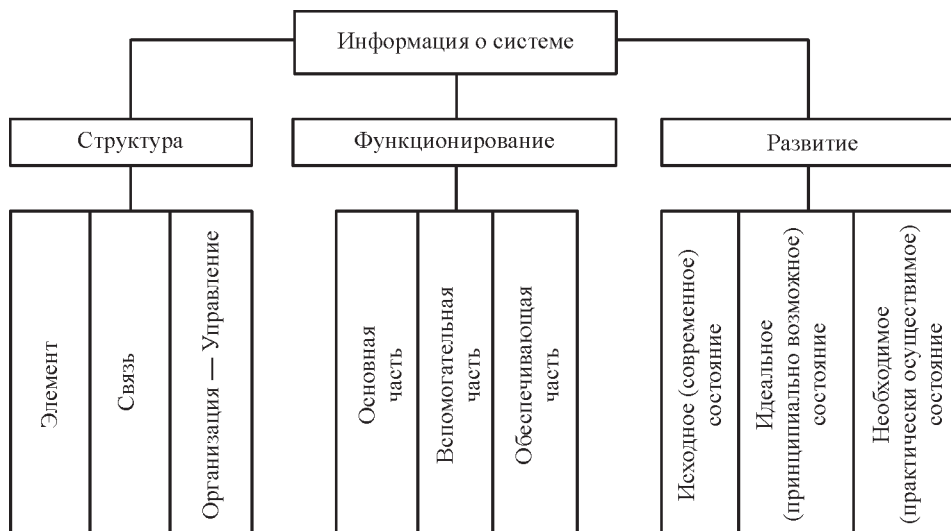 Информация о системе
Структура
Функционирование
Развитие
Элемент
Связь
Организация — Управление
Основная
часть
Вспомогательная
часть
Обеспечивающая
часть
Исходное (современное)
состояние
Идеальное
(принципиально возможное)
состояние
Необходимое
(практически осуществимое)
состояние